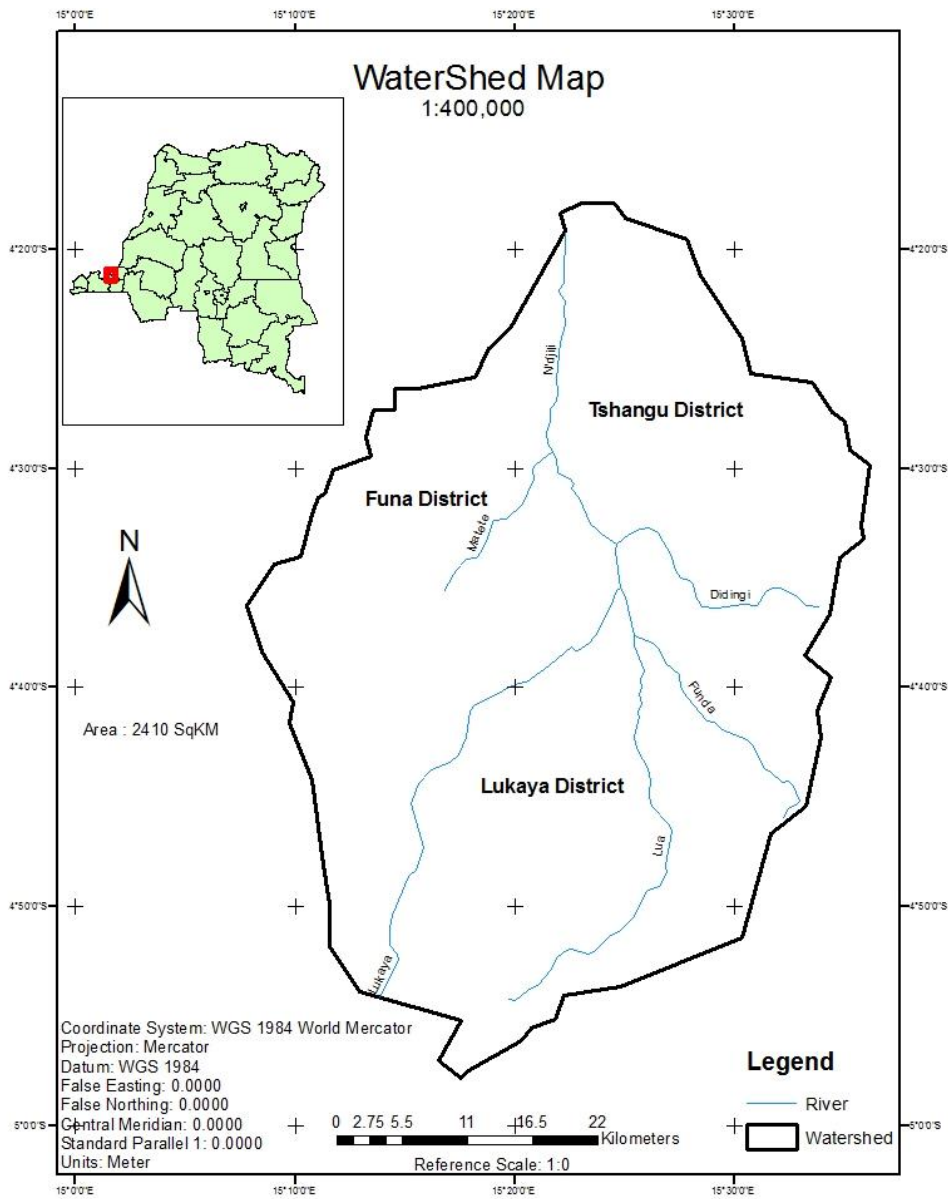 15°0'0"E 15°10'0"E 15°20'0"E 15°30'0"E
WaterShed Map
1:400,000
4°20'0"S 4°20'0"S
N'djili
Tshangu District
4°30'0"S 4°30'0"S
Funa District
Matete
N
Didingi
4°40'0"S 4°40'0"S
Funda
Area : 2410 SqKM
Lukaya District
Lua
4°50'0"S 4°50'0"S
Lukaya
Coordinate System: WGS 1984 World Mercator
Projection: Mercator
Datum: WGS 1984
False Easting: 0.0000
False Northing: 0.0000
Central Meridian: 0.0000
Standard Parallel 1: 0.0000
Units: Meter
0 2.75 5.5 11 16.5 22
Kilometers
Reference Scale: 1:0
Legend
River
Watershed
5°0'0"S 5°0'0"S
15°0'0"E 15°10'0"E 15°20'0"E 15°30'0"E